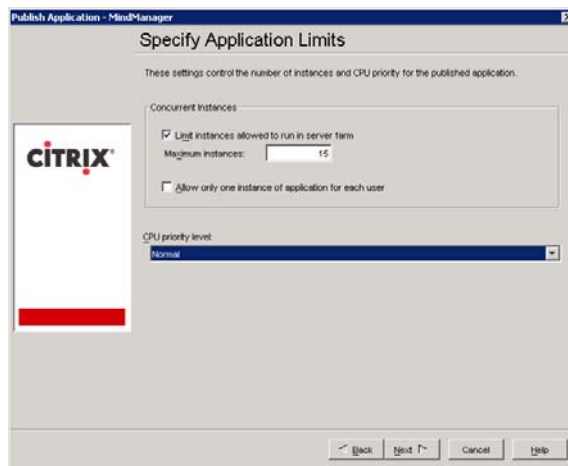 Publish Application - MindManager
Specify Application Limits
These settings control the number of instances and CPU priority for the published application.
Concurrent Instances
Limit instances allowed to run in server farm
Maximum instances: 15
Allow only one instance of application for each user
CITRIX
CPU priority level:
Normal
Back Next Cancel Help